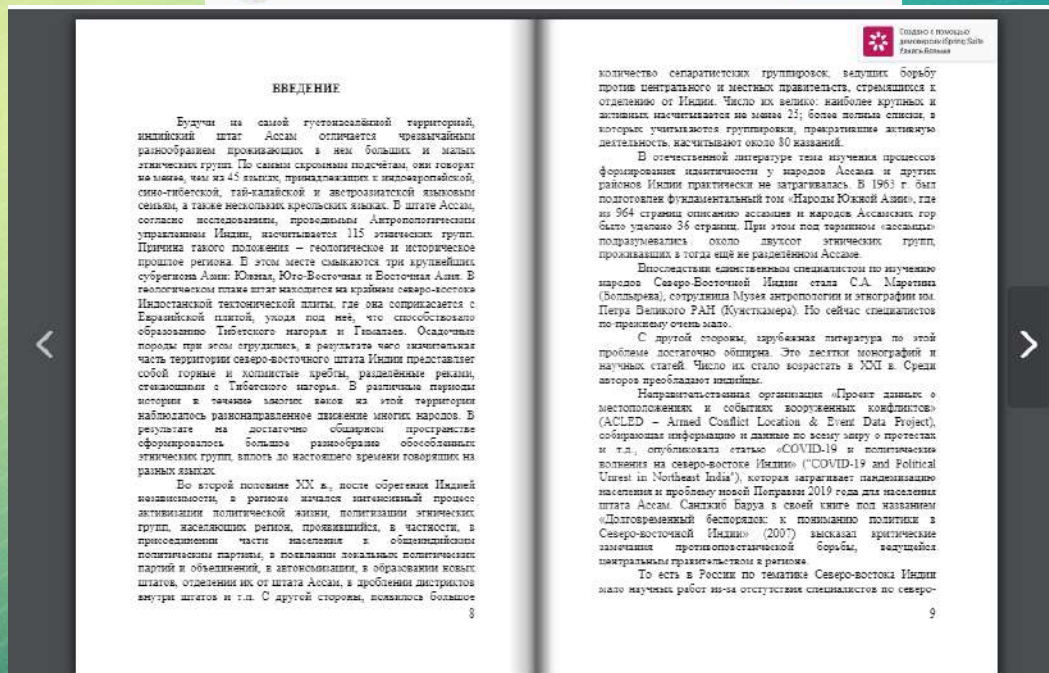 ВВЕДЕНИЕ
Будучи не самой густонаселённой территорией,
индийский штат Ассам отличается чрезвычайным
разнообразием проживающих в нем больших и малых
этнических групп. По самым скромным подсчётам, они говорят
не менее, чем на 45 языках, принадлежащих к индоевропейской,
сино-тибетской, тай-кадайской и австроазиатской языковым
семьям, а также нескольких креольских языках. В штате Ассам,
согласно исследованиям, проводимым Антропологическим
управлением Индии, насчитывается 115 этнических групп.
Причина такого положения – геологическое и историческое
прошлое региона. В этом месте смыкаются три крупнейших
субрегиона Азии: Южная, Юго-Восточная и Восточная Азия. В
геологическом плане штат находится на крайнем северо-востоке
Индостанской тектонической плиты, где она соприкасается с
Евразийской плитой, уходя под неё, что способствовало
образованию Тибетского нагорья и Гималаев. Осадочные
породы при этом сгрудились, в результате чего значительная
часть территории северо-восточного штата Индии представляет
собой горные и холмистые хребты, разделённые реками,
стекающими с Тибетского нагорья. В различные периоды
истории в течение многих веков на этой территории
наблюдалось разнонаправленное движение многих народов. В
результате на достаточно обширном пространстве
сформировалось большое разнообразие обособленных
этнических групп, вплоть до настоящего времени говорящих на
разных языках.
Во второй половине XX в., после обретения Индией
независимости, в регионе начался интенсивный процесс
активизации политической жизни, политизации этнических
групп, населяющих регион, проявившийся, в частности, в
присоединении части населения к общеиндийским
политическим партиям, в появлении локальных политических
партий и объединений, в автономизации, в образовании новых
штатов, отделении их от штата Ассам, в дроблении дистриктов
внутри штатов и т.п. С другой стороны, появилось большое
8
Создано с помощью
демоверсии iSpring Suite
количество сепаратистских группировок, ведущих борьбу
против центрального и местных правительств, стремящихся к
отделению от Индии. Число их велико: наиболее крупных и
активных насчитывается не менее 25; более полные списки, в
которых учитываются группировки, прекратившие активную
деятельность, насчитывают около 80 названий.
В отечественной литературе тема изучения процессов
формирования идентичности у народов Ассама и других
районов Индии практически не затрагивалась. В 1963 г. был
подготовлен фундаментальный том «Народы Южной Азии», где
из 964 страниц описанию ассамцев и народов Ассамских гор
было уделено 36 страниц. При этом под термином «ассамцы»
подразумевались около двухсот этнических групп,
проживавших в тогда ещё не разделённом Ассаме.
Впоследствии единственным специалистом по изучению
народов Северо-Восточной Индии стала С.А. Маретина
(Болдырева), сотрудница Музея антропологии и этнографии им.
Петра Великого РАН (Кунсткамера). Но сейчас специалистов
по-прежнему очень мало.
С другой стороны, зарубежная литература по этой
проблеме достаточно обширна. Это десятки монографий и
научных статей. Число их стало возрастать в XXI в. Среди
авторов преобладают индийцы.
Неправительственная организация «Проект данных о
местоположениях и событиях вооруженных конфликтов»
(ACLED – Armed Conflict Location & Event Data Project),
собирающая информацию и данные по всему миру о протестах
и т.д., опубликовала статью «COVID-19 и политические
волнения на северо-востоке Индии» ("COVID-19 and Political
Unrest in Northeast India"), которая затрагивает пандемизацию
населения и проблему новой Поправки 2019 года для населения
штата Ассам. Санджиб Баруа в своей книге под названием
«Долговременный беспорядок: к пониманию политики в
Северо-восточной Индии» (2007) высказал критические
замечания противоповстанческой борьбы, ведущейся
центральным правительством в регионе.
То есть в России по тематике Северо-востока Индии
мало научных работ из-за отсутствия специалистов по северо-
9